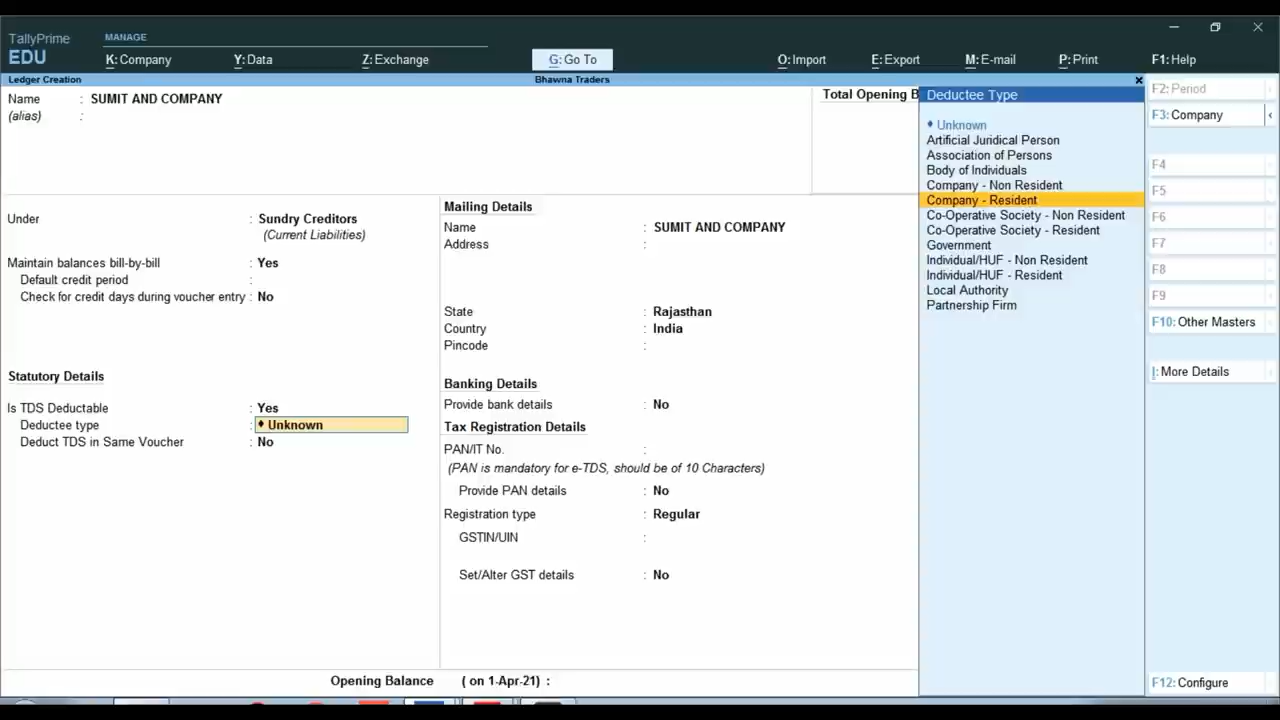 TallyPrime
EDU
MANAGE
K: Company
Y: Data
Z: Exchange
G: Go To
O: Import
E: Export
M: E-mail
P: Print
F1: Help
Ledger Creation
Bhawna Traders
Name : SUMIT AND COMPANY
(alias) :
Total Opening B
Under : Sundry Creditors
(Current Liabilities)
Maintain balances bill-by-bill : Yes
Default credit period :
Check for credit days during voucher entry : No
Statutory Details
Is TDS Deductable : Yes
Deductee type : ♦ Unknown
Deduct TDS in Same Voucher : No
Mailing Details
Name : SUMIT AND COMPANY
Address :
State : Rajasthan
Country : India
Pincode :
Banking Details
Provide bank details : No
Tax Registration Details
PAN/IT No. :
(PAN is mandatory for e-TDS, should be of 10 Characters)
Provide PAN details : No
Registration type : Regular
GSTIN/UIN :
Set/Alter GST details : No
Opening Balance ( on 1-Apr-21) :
Deductee Type
♦ Unknown
Artificial Juridical Person
Association of Persons
Body of Individuals
Company - Non Resident
Company - Resident
Co-Operative Society - Non Resident
Co-Operative Society - Resident
Government
Individual/HUF - Non Resident
Individual/HUF - Resident
Local Authority
Partnership Firm
F2: Period
F3: Company
F4
F5
F6
F7
F8
F9
F10: Other Masters
I: More Details
F12: Configure